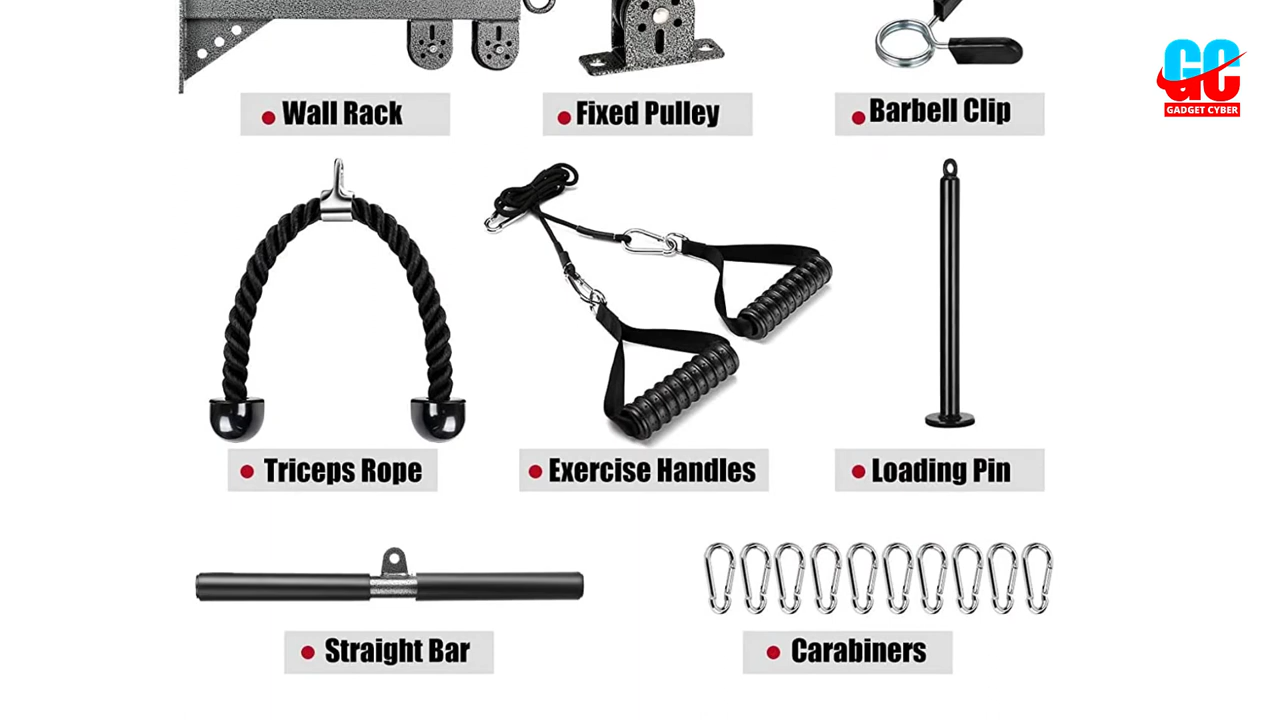 Wall Rack
Fixed Pulley
Barbell Clip
GC
GADGET CYBER
Triceps Rope
Exercise Handles
Loading Pin
Straight Bar
Carabiners